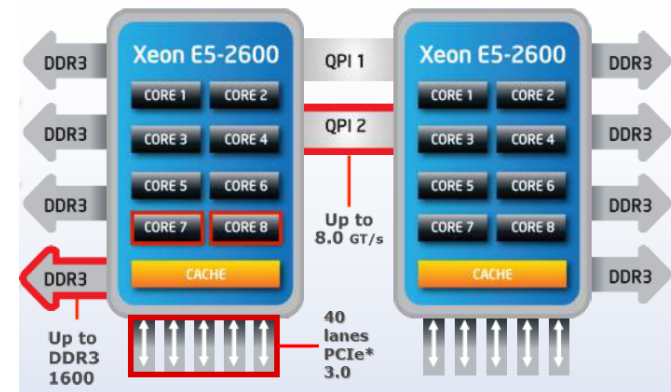 Xeon E5-2600
CORE 1 CORE 2
CORE 3 CORE 4
CORE 5 CORE 6
CORE 7 CORE 8
CACHE
DDR3
DDR3
DDR3
DDR3
Up to
DDR3
1600
QPI 1
QPI 2
Up to
8.0 GT/s
40
lanes
PCIe*
3.0
Xeon E5-2600
CORE 1 CORE 2
CORE 3 CORE 4
CORE 5 CORE 6
CORE 7 CORE 8
CACHE
DDR3
DDR3
DDR3
DDR3